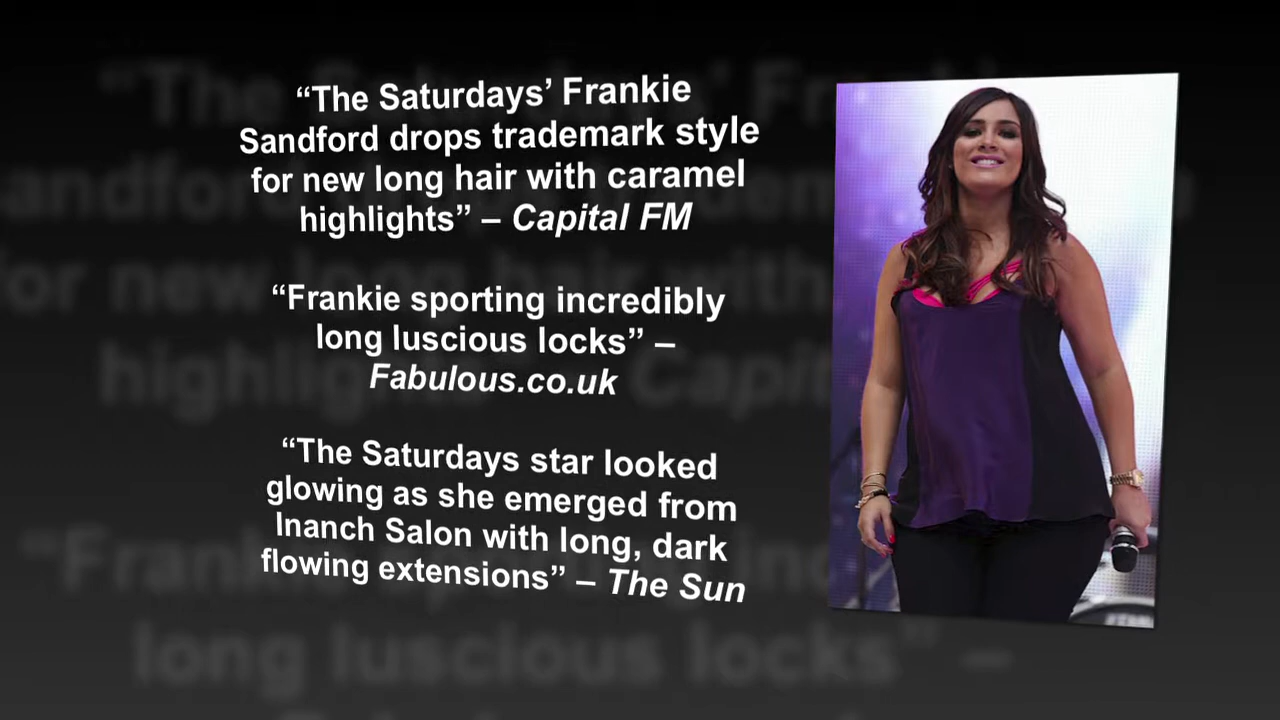 “The Saturdays’ Frankie
Sandford drops trademark style
for new long hair with caramel
highlights” – Capital FM
“Frankie sporting incredibly
long luscious locks” –
Fabulous.co.uk
“The Saturdays star looked
glowing as she emerged from
Inanch Salon with long, dark
flowing extensions” – The Sun